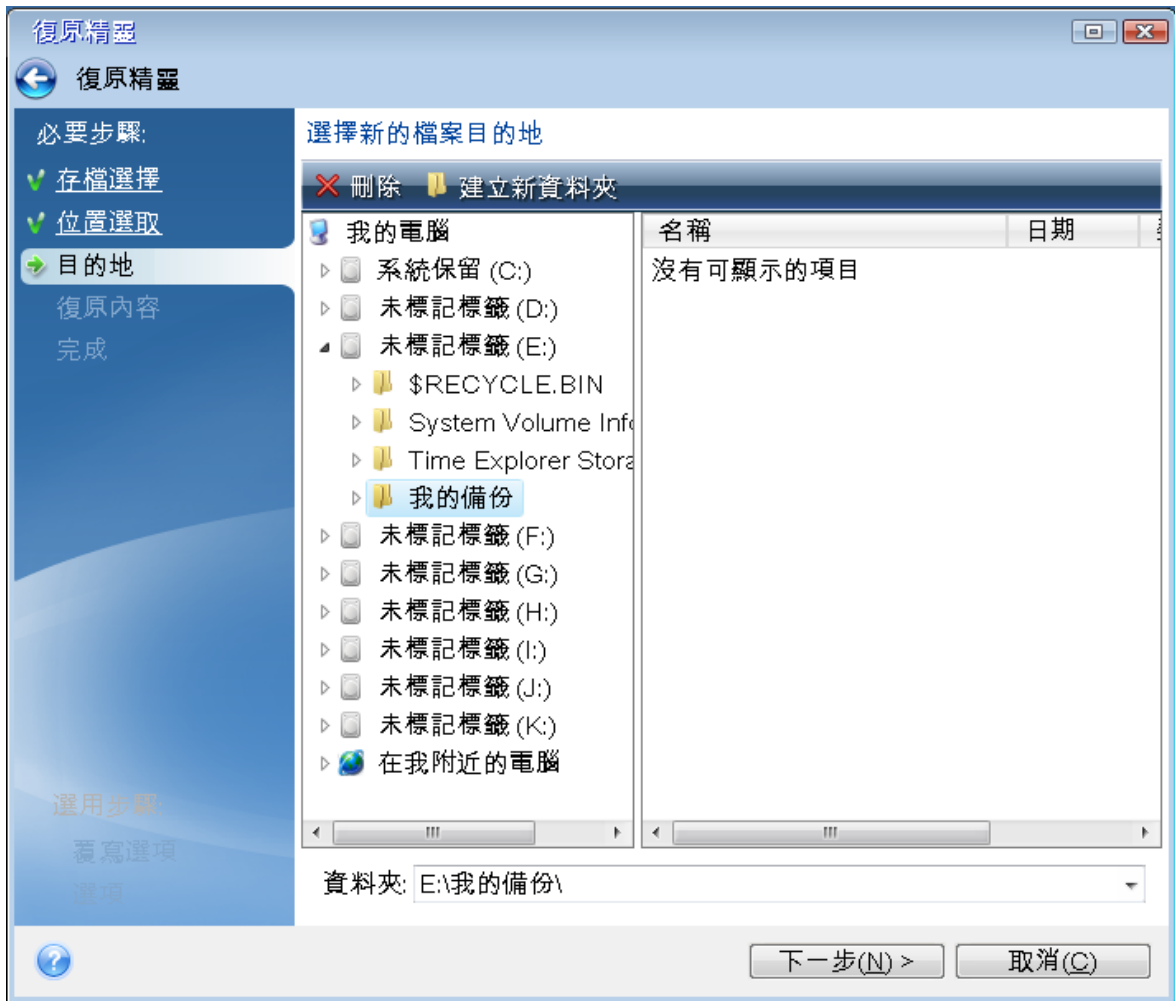 復原精靈
復原精靈
必要步驟:
存檔選擇
位置選取
目的地
復原內容
完成
選用步驟:
覆寫選項
選項
選擇新的檔案目的地
刪除 建立新資料夾
我的電腦
系統保留 (C:)
未標記標籤 (D:)
未標記標籤 (E:)
$RECYCLE.BIN
System Volume Info
Time Explorer Stora
我的備份
未標記標籤 (F:)
未標記標籤 (G:)
未標記標籤 (H:)
未標記標籤 (I:)
未標記標籤 (J:)
未標記標籤 (K:)
在我附近的電腦
名稱 日期
沒有可顯示的項目
資料夾: E:\我的備份\
下一步(N) > 取消(C)